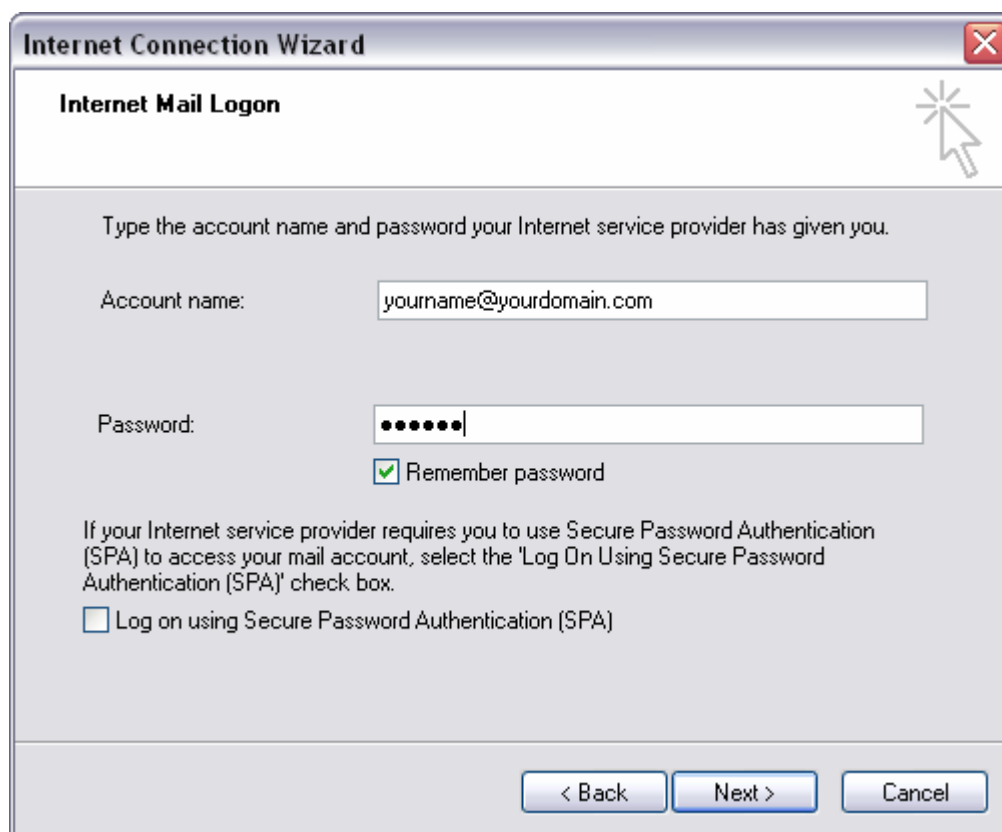 Internet Connection Wizard
Internet Mail Logon
Type the account name and password your Internet service provider has given you.
Account name: yourname@yourdomain.com
Password: ●●●●●●
Remember password
If your Internet service provider requires you to use Secure Password Authentication
(SPA) to access your mail account, select the 'Log On Using Secure Password
Authentication (SPA)' check box.
Log on using Secure Password Authentication (SPA)
< Back Next > Cancel